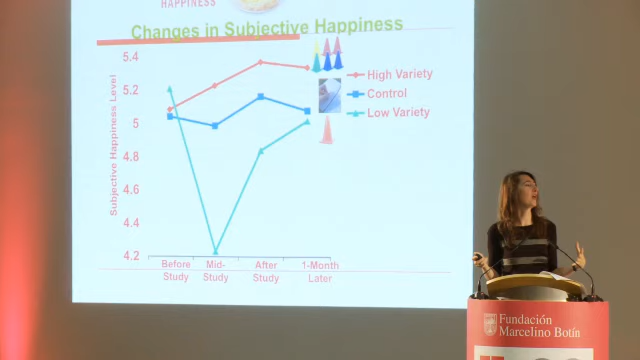 HAPPINESS
Changes in Subjective Happiness
5.4
5.2
5
4.8
4.6
4.4
4.2
Subjective Happiness Level
High Variety
Control
Low Variety
Before Study
Mid-Study
After Study
1-Month Later
Fundación
Marcelino Botín